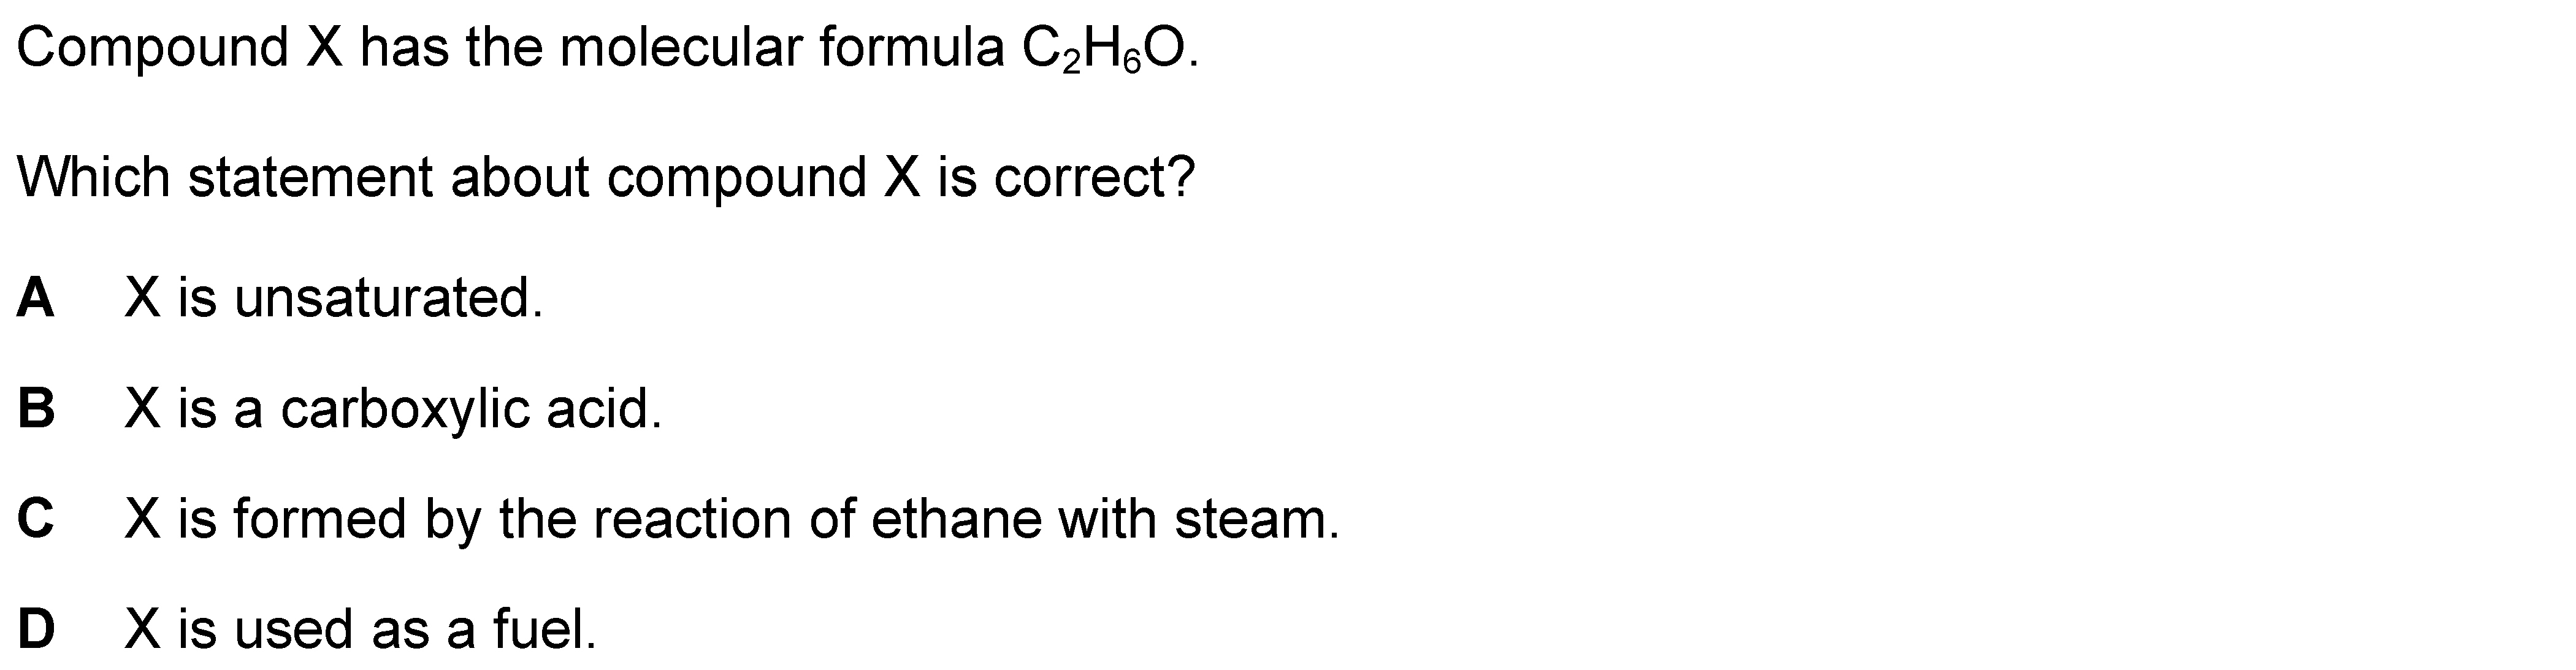 Compound X has the molecular formula C₂H₆O.
Which statement about compound X is correct?
A X is unsaturated.
B X is a carboxylic acid.
C X is formed by the reaction of ethane with steam.
D X is used as a fuel.